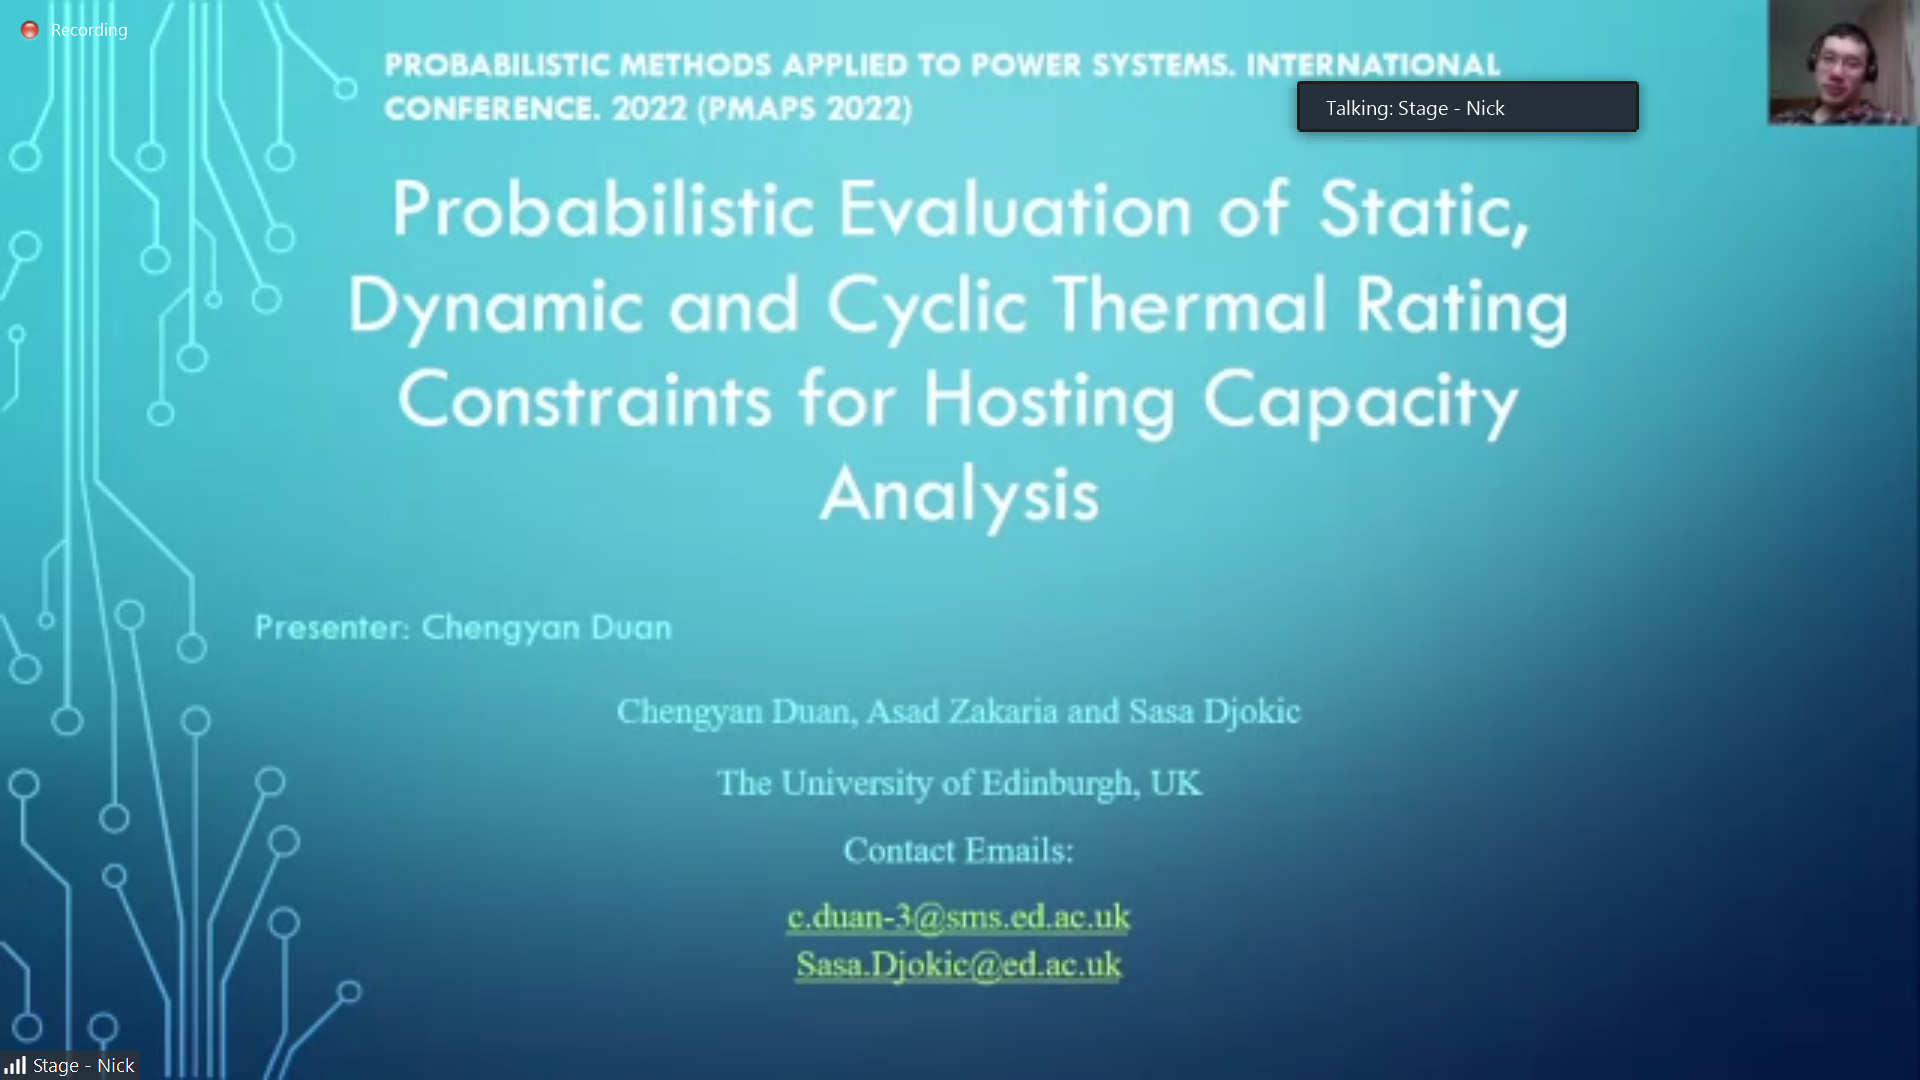 Recording
PROBABILISTIC METHODS APPLIED TO POWER SYSTEMS. INTERNATIONAL
CONFERENCE. 2022 (PMAPS 2022)
Talking: Stage - Nick
Probabilistic Evaluation of Static,
Dynamic and Cyclic Thermal Rating
Constraints for Hosting Capacity
Analysis
Presenter: Chengyan Duan
Chengyan Duan, Asad Zakaria and Sasa Djokic
The University of Edinburgh, UK
Contact Emails:
c.duan-3@sms.ed.ac.uk
Sasa.Djokic@ed.ac.uk
Stage - Nick